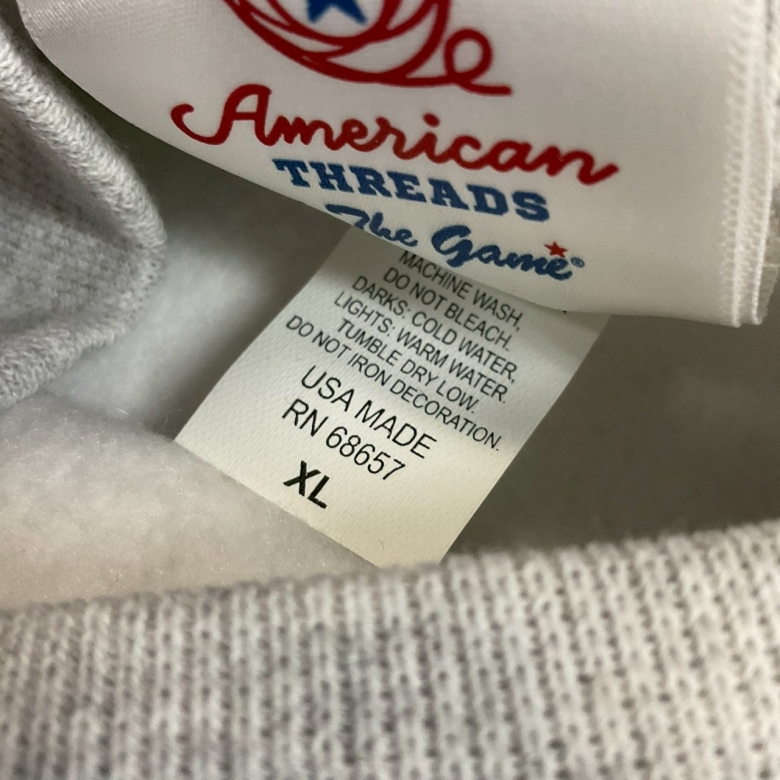 American
THREADS
The Game®
MACHINE WASH,
DO NOT BLEACH.
DARKS: COLD WATER,
LIGHTS: WARM WATER.
TUMBLE DRY LOW.
DO NOT IRON DECORATION.
USA MADE
RN 68657
XL